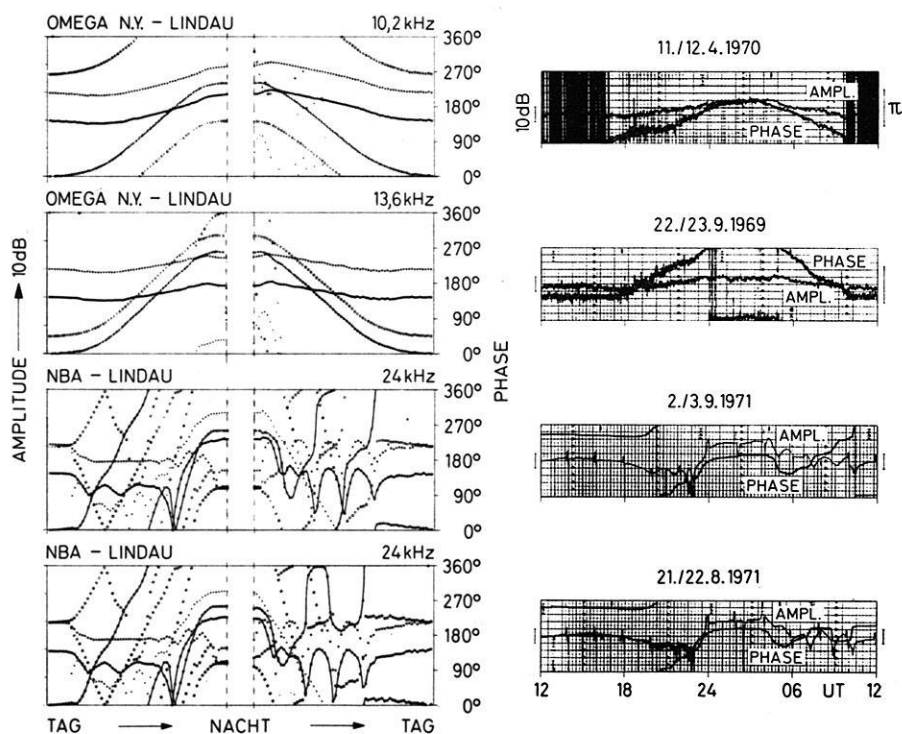 OMEGA N.Y. – LINDAU 10,2 kHz
360°
270°
180°
90°
0°
OMEGA N.Y. – LINDAU 13,6 kHz
360°
270°
180°
90°
0°
NBA – LINDAU 24 kHz
360°
270°
180°
90°
0°
NBA – LINDAU 24 kHz
360°
270°
180°
90°
0°
AMPLITUDE → 10dB
PHASE
TAG → NACHT → TAG
11./12.4.1970
10dB
AMPL.
PHASE
π
22./23.9.1969
PHASE
AMPL.
2./3.9.1971
AMPL.
PHASE
21./22.8.1971
AMPL.
PHASE
12 18 24 06 UT 12